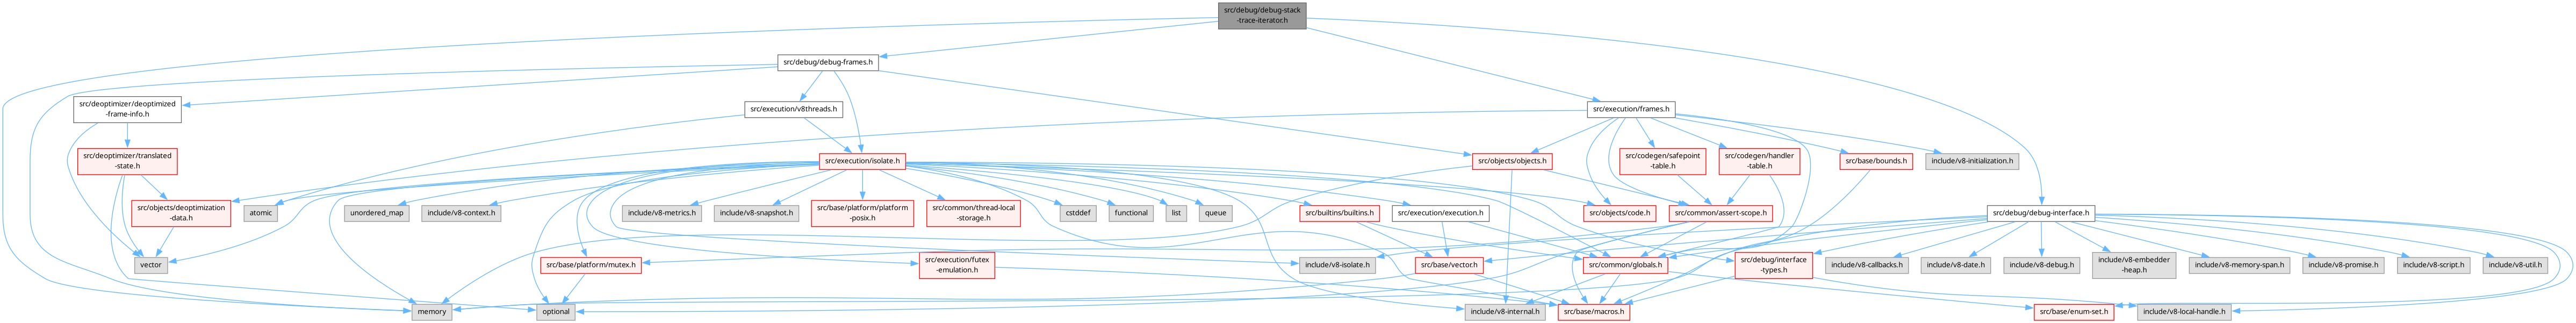 src/debug/debug-stack
-trace-iterator.h
src/debug/debug-frames.h
src/deoptimizer/deoptimized
-frame-info.h
src/execution/v8threads.h
src/execution/frames.h
src/deoptimizer/translated
-state.h
src/execution/isolate.h
src/objects/objects.h
src/codegen/safepoint
-table.h
src/codegen/handler
-table.h
src/base/bounds.h
include/v8-initialization.h
src/objects/deoptimization
-data.h
atomic
unordered_map
include/v8-context.h
include/v8-metrics.h
include/v8-snapshot.h
src/base/platform/platform
-posix.h
src/common/thread-local
-storage.h
cstddef
functional
list
queue
src/builtins/builtins.h
src/execution/execution.h
src/objects/code.h
src/common/assert-scope.h
src/debug/debug-interface.h
vector
src/base/platform/mutex.h
src/execution/futex
-emulation.h
include/v8-isolate.h
src/base/vector.h
src/common/globals.h
src/debug/interface
-types.h
include/v8-callbacks.h
include/v8-date.h
include/v8-debug.h
include/v8-embedder
-heap.h
include/v8-memory-span.h
include/v8-promise.h
include/v8-script.h
include/v8-util.h
memory
optional
include/v8-internal.h
src/base/macros.h
src/base/enum-set.h
include/v8-local-handle.h